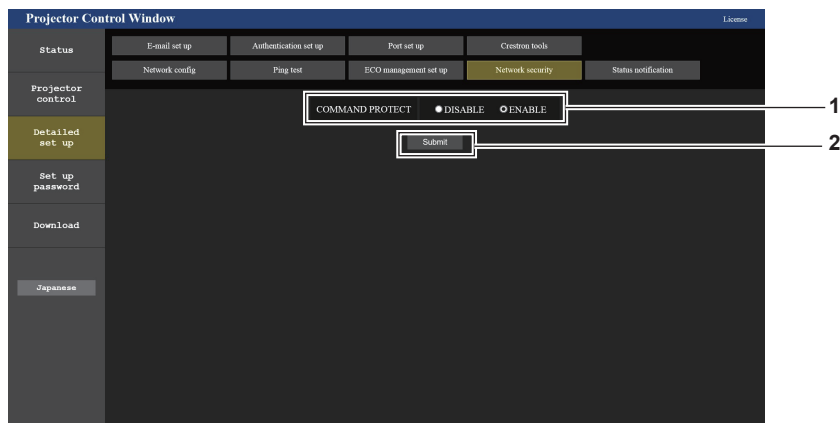 Projector Control Window License
Status
E-mail set up Authentication set up Port set up Crestron tools
Network config Ping test ECO management set up Network security Status notification
Projector
control
COMMAND PROTECT DISABLE ENABLE 1
Submit 2
Detailed
set up
Set up
password
Download
Japanese